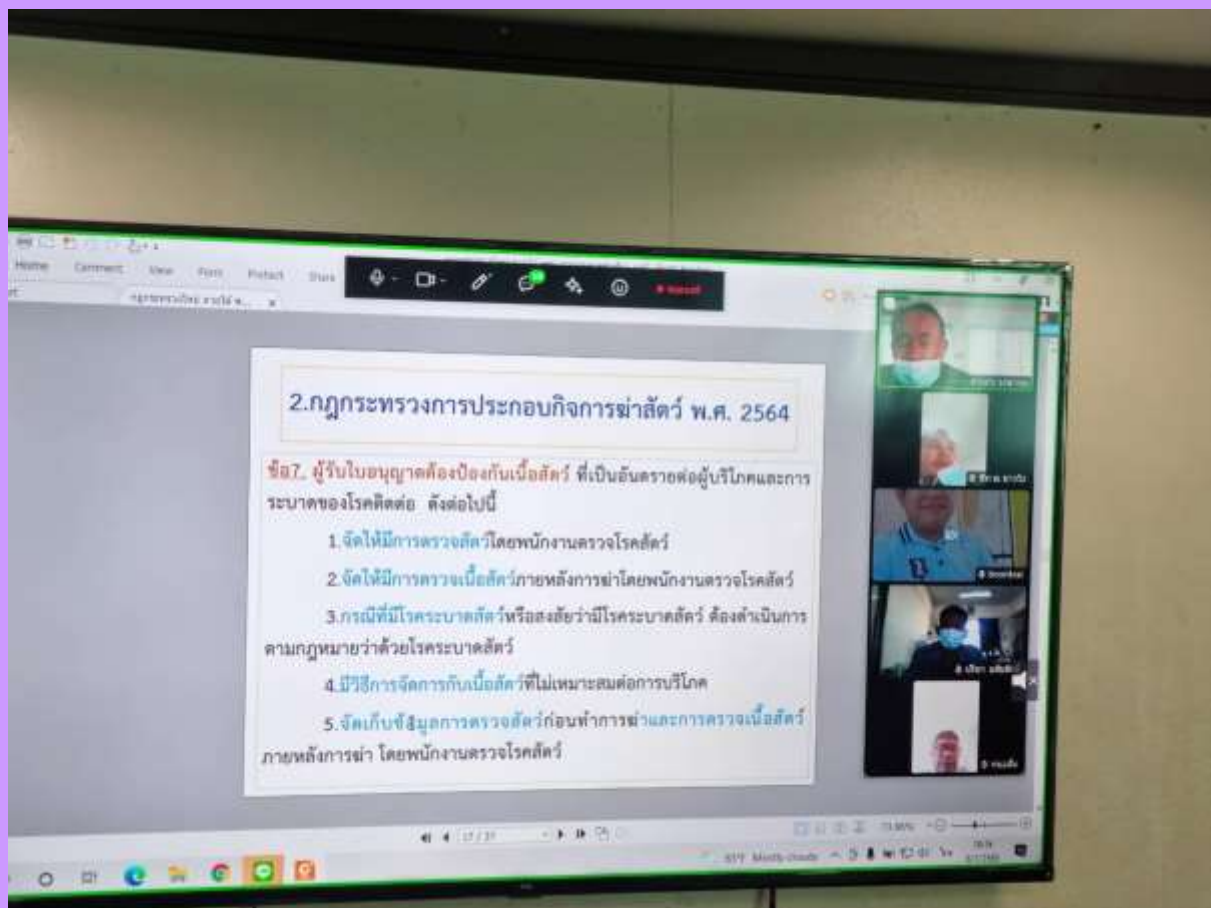 Home Comment View Form Protect Share
2.กฎกระทรวงการประกอบกิจการฆ่าสัตว์ พ.ศ. 2564
ข้อ7. ผู้รับใบอนุญาตต้องป้องกันเนื้อสัตว์ ที่เป็นอันตรายต่อผู้บริโภคและการ
ระบาดของโรคติดต่อ ดังต่อไปนี้
1.จัดให้มีการตรวจสัตว์โดยพนักงานตรวจโรคสัตว์
2.จัดให้มีการตรวจเนื้อสัตว์ภายหลังการฆ่าโดยพนักงานตรวจโรคสัตว์
3.กรณีที่มีโรคระบาดสัตว์หรือสงสัยว่ามีโรคระบาดสัตว์ ต้องดำเนินการ
ตามกฎหมายว่าด้วยโรคระบาดสัตว์
4.มีวิธีการจัดการกับเนื้อสัตว์ที่ไม่เหมาะสมต่อการบริโภค
5.จัดเก็บข้อมูลการตรวจสัตว์ก่อนทำการฆ่าและการตรวจเนื้อสัตว์
ภายหลังการฆ่า โดยพนักงานตรวจโรคสัตว์
Mostly cloudy